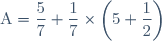 A = 5/7 + 1/7 × (5 + 1/2)